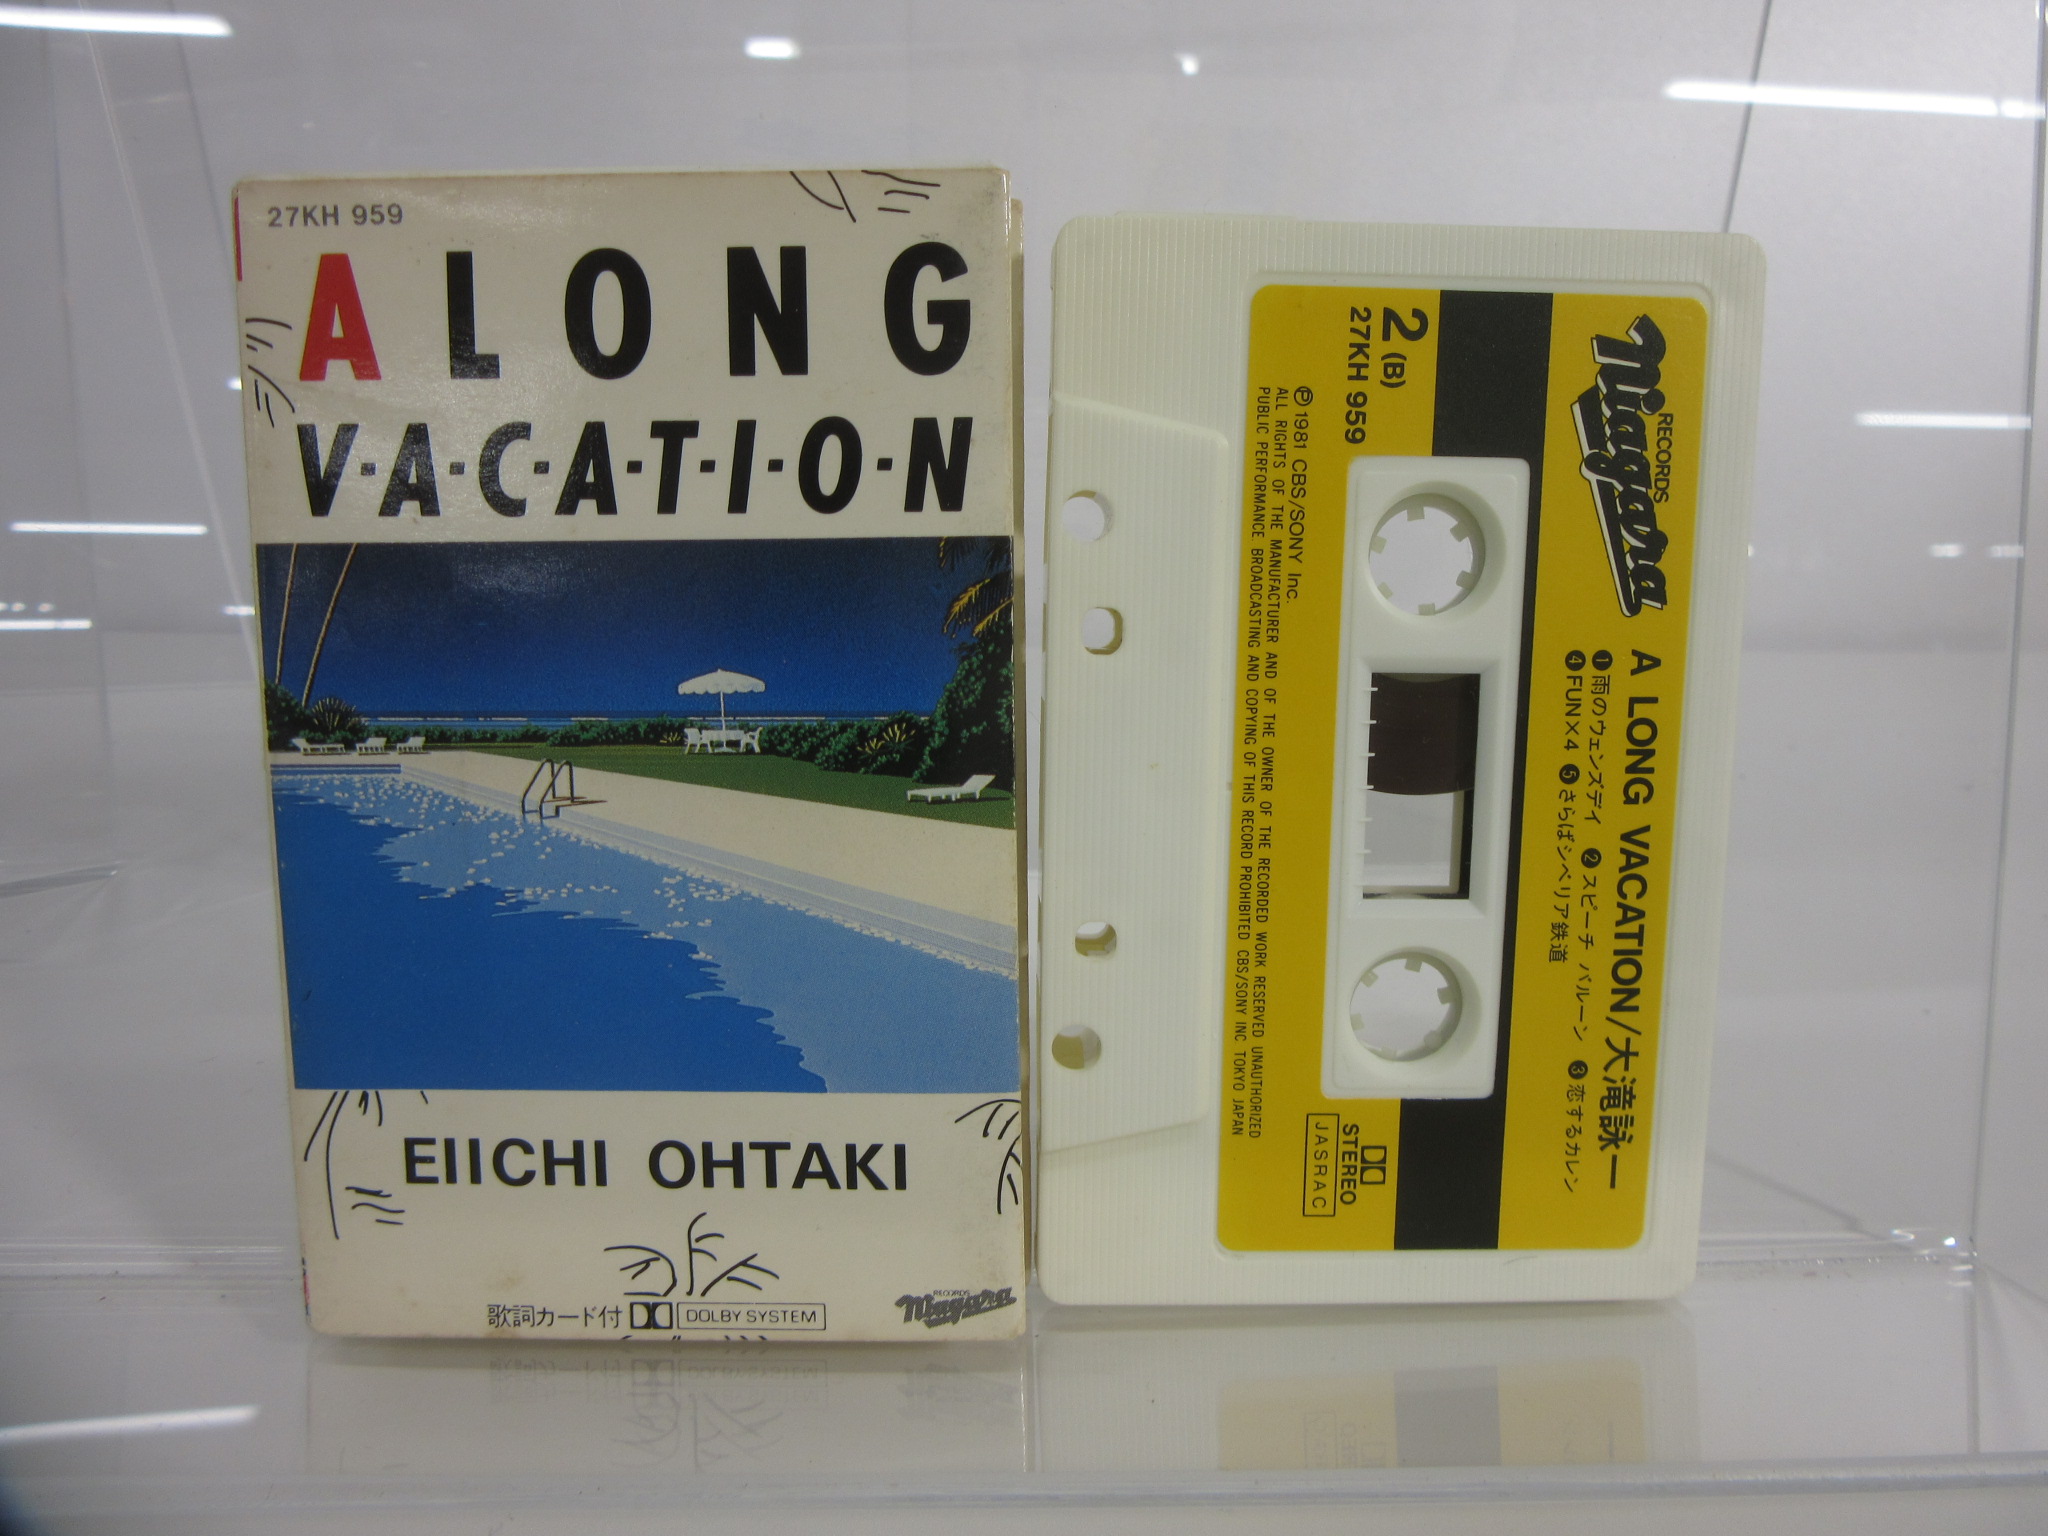 27KH 959
A LONG
V·A·C·A·T·I·O·N
EIICHI OHTAKI
歌詞カード付 DOLBY SYSTEM
RECORDS
Niagara
Niagara
RECORDS
A LONG VACATION/大滝詠一
❶雨のウェンズデイ ❷スピーチ バルーン ❸恋するカレン
❹FUN×4 ❺さらばシベリア鉄道
2 (B)
27KH 959
STEREO
JASRAC
Ⓟ 1981 CBS/SONY Inc.
ALL RIGHTS OF THE MANUFACTURER AND OF THE OWNER OF THE RECORDED WORK RESERVED UNAUTHORIZED
PUBLIC PERFORMANCE BROADCASTING AND COPYING OF THIS RECORD PROHIBITED CBS/SONY INC TOKYO JAPAN